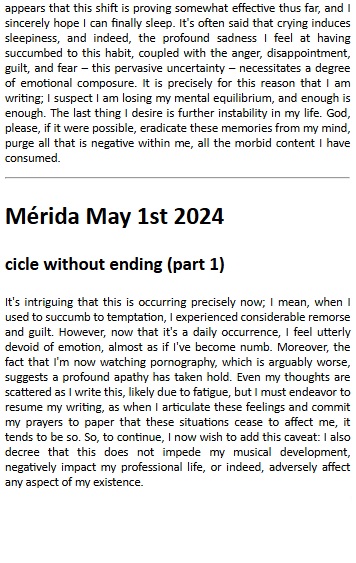 appears that this shift is proving somewhat effective thus far, and I
sincerely hope I can finally sleep. It's often said that crying induces
sleepiness, and indeed, the profound sadness I feel at having
succumbed to this habit, coupled with the anger, disappointment,
guilt, and fear – this pervasive uncertainty – necessitates a degree
of emotional composure. It is precisely for this reason that I am
writing; I suspect I am losing my mental equilibrium, and enough is
enough. The last thing I desire is further instability in my life. God,
please, if it were possible, eradicate these memories from my mind,
purge all that is negative within me, all the morbid content I have
consumed.
Mérida May 1st 2024
cicle without ending (part 1)
It's intriguing that this is occurring precisely now; I mean, when I
used to succumb to temptation, I experienced considerable remorse
and guilt. However, now that it's a daily occurrence, I feel utterly
devoid of emotion, almost as if I've become numb. Moreover, the
fact that I'm now watching pornography, which is arguably worse,
suggests a profound apathy has taken hold. Even my thoughts are
scattered as I write this, likely due to fatigue, but I must endeavor to
resume my writing, as when I articulate these feelings and commit
my prayers to paper that these situations cease to affect me, it
tends to be so. So, to continue, I now wish to add this caveat: I also
decree that this does not impede my musical development,
negatively impact my professional life, or indeed, adversely affect
any aspect of my existence.